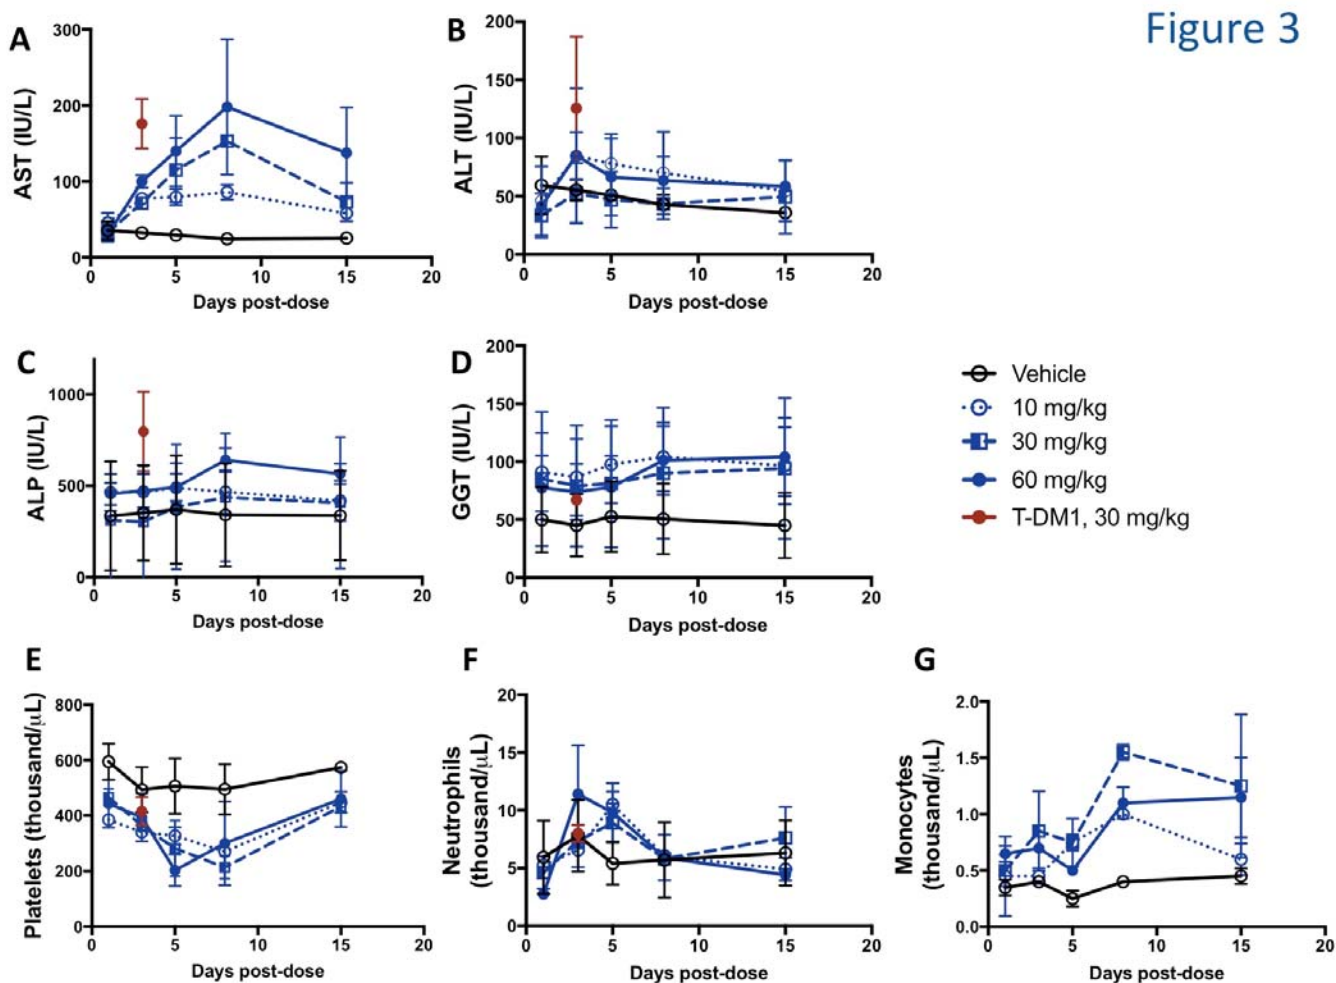 Figure 3
A
AST (IU/L)
300
200
100
0
0 5 10 15 20
Days post-dose
B
ALT (IU/L)
200
150
100
50
0
0 5 10 15 20
Days post-dose
C
ALP (IU/L)
1000
500
0
0 5 10 15 20
Days post-dose
D
GGT (IU/L)
200
150
100
50
0
0 5 10 15 20
Days post-dose
Vehicle
10 mg/kg
30 mg/kg
60 mg/kg
T-DM1, 30 mg/kg
E
Platelets (thousand/μL)
800
600
400
200
0
0 5 10 15 20
Days post-dose
F
Neutrophils
(thousand/μL)
20
15
10
5
0
0 5 10 15 20
Days post-dose
G
Monocytes
(thousand/μL)
2.0
1.5
1.0
0.5
0.0
0 5 10 15 20
Days post-dose